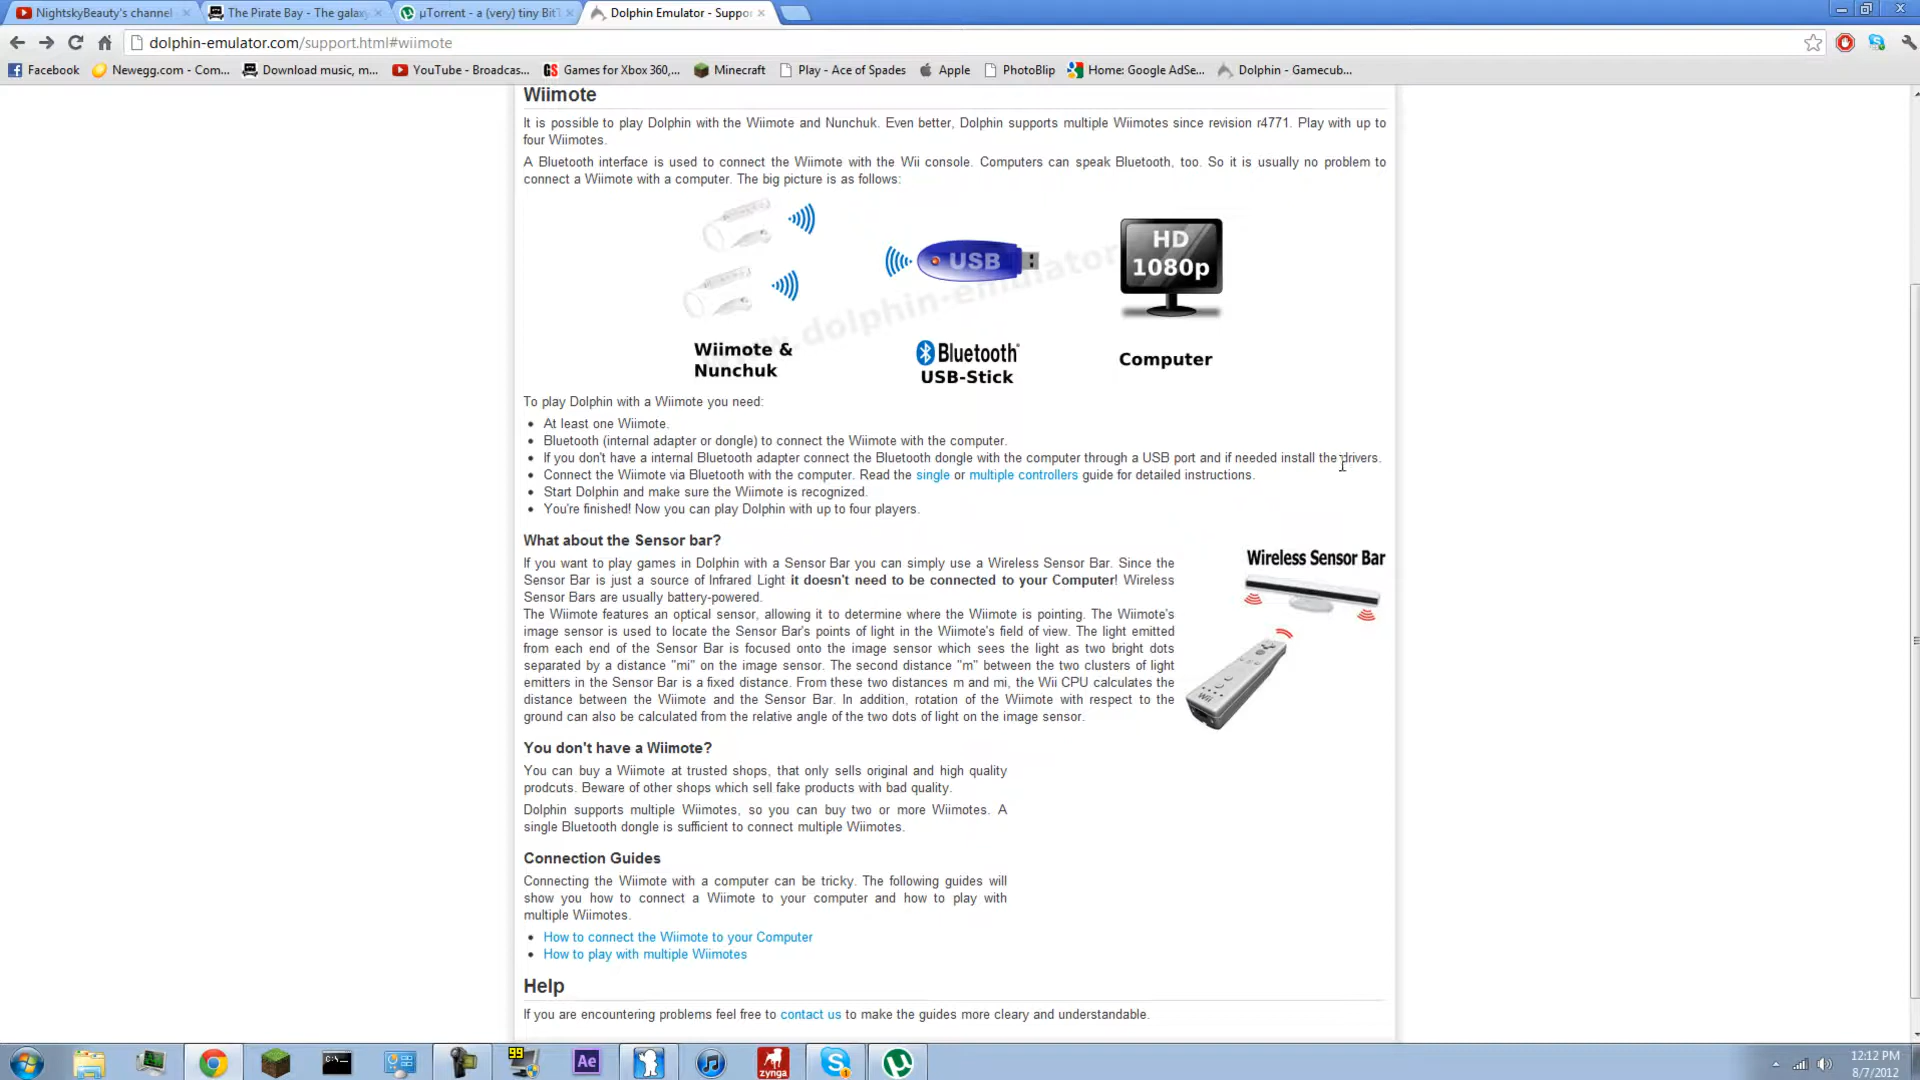 NightskyBeauty's channel
The Pirate Bay - The galax
µTorrent - a (very) tiny BitT
Dolphin Emulator - Suppo
dolphin-emulator.com/support.html#wiimote
Facebook
Newegg.com - Com...
Download music, m...
YouTube - Broadcas...
GS Games for Xbox 360,...
Minecraft
Play - Ace of Spades
Apple
PhotoBlip
Home: Google AdSe...
Dolphin - Gamecub...
Wiimote
It is possible to play Dolphin with the Wiimote and Nunchuk. Even better, Dolphin supports multiple Wiimotes since revision r4771. Play with up to
four Wiimotes.
A Bluetooth interface is used to connect the Wiimote with the Wii console. Computers can speak Bluetooth, too. So it is usually no problem to
connect a Wiimote with a computer. The big picture is as follows:
USB
HD
1080p
www.dolphin-emulator
Wiimote &
Nunchuk
Bluetooth®
USB-Stick
Computer
To play Dolphin with a Wiimote you need:
At least one Wiimote.
Bluetooth (internal adapter or dongle) to connect the Wiimote with the computer.
If you don't have a internal Bluetooth adapter connect the Bluetooth dongle with the computer through a USB port and if needed install the drivers.
Connect the Wiimote via Bluetooth with the computer. Read the single or multiple controllers guide for detailed instructions.
Start Dolphin and make sure the Wiimote is recognized.
You're finished! Now you can play Dolphin with up to four players.
What about the Sensor bar?
If you want to play games in Dolphin with a Sensor Bar you can simply use a Wireless Sensor Bar. Since the
Sensor Bar is just a source of Infrared Light it doesn't need to be connected to your Computer! Wireless
Sensor Bars are usually battery-powered.
The Wiimote features an optical sensor, allowing it to determine where the Wiimote is pointing. The Wiimote's
image sensor is used to locate the Sensor Bar's points of light in the Wiimote's field of view. The light emitted
from each end of the Sensor Bar is focused onto the image sensor which sees the light as two bright dots
separated by a distance "mi" on the image sensor. The second distance "m" between the two clusters of light
emitters in the Sensor Bar is a fixed distance. From these two distances m and mi, the Wii CPU calculates the
distance between the Wiimote and the Sensor Bar. In addition, rotation of the Wiimote with respect to the
ground can also be calculated from the relative angle of the two dots of light on the image sensor.
Wireless Sensor Bar
Wii
You don't have a Wiimote?
You can buy a Wiimote at trusted shops, that only sells original and high quality
prodcuts. Beware of other shops which sell fake products with bad quality.
Dolphin supports multiple Wiimotes, so you can buy two or more Wiimotes. A
single Bluetooth dongle is sufficient to connect multiple Wiimotes.
Connection Guides
Connecting the Wiimote with a computer can be tricky. The following guides will
show you how to connect a Wiimote to your computer and how to play with
multiple Wiimotes.
How to connect the Wiimote to your Computer
How to play with multiple Wiimotes
Help
If you are encountering problems feel free to contact us to make the guides more cleary and understandable.
99
Ae
zynga
12:12 PM
8/7/2012